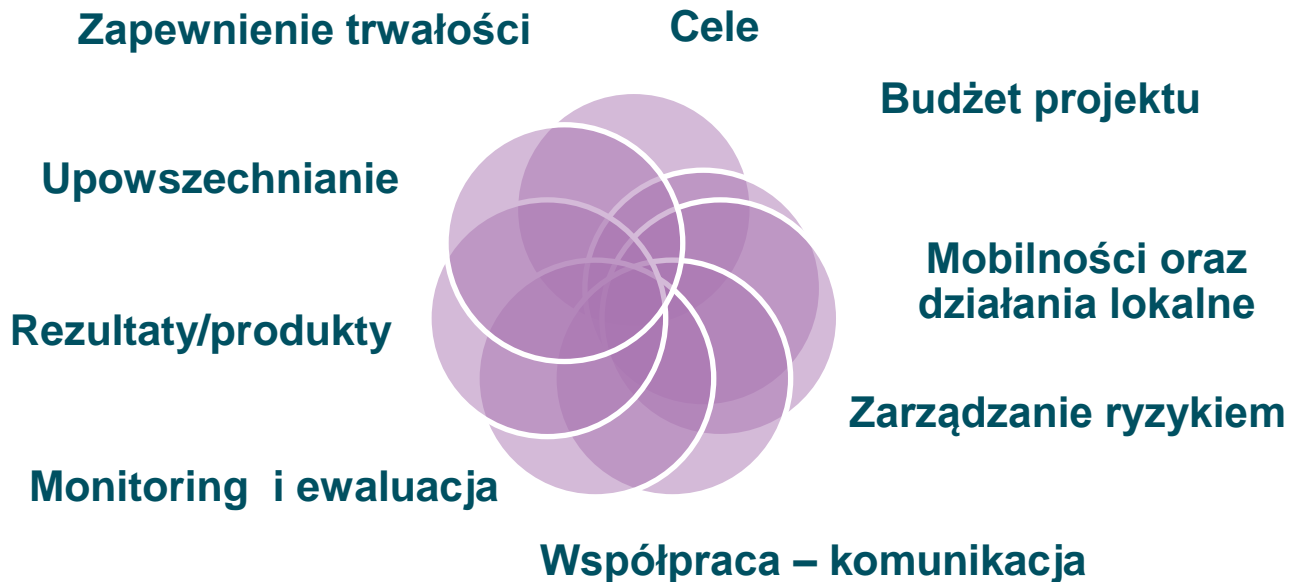 Zapewnienie trwałości
Cele
Budżet projektu
Upowszechnianie
Mobilności oraz
działania lokalne
Rezultaty/produkty
Zarządzanie ryzykiem
Monitoring  i ewaluacja
Współpraca – komunikacja